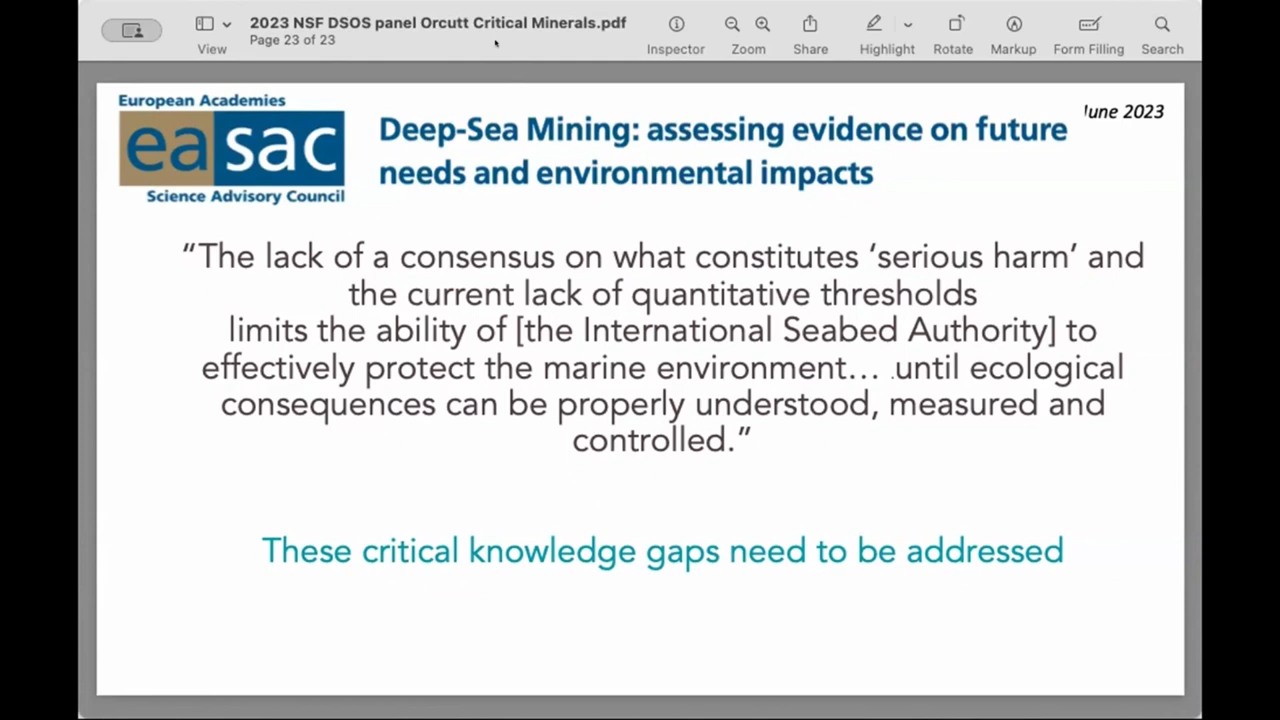 2023 NSF DSOS panel Orcutt Critical Minerals.pdf
Page 23 of 23
View
Inspector
Zoom
Share
Highlight
Rotate
Markup
Form Filling
Search
European Academies
easac
Science Advisory Council
Deep-Sea Mining: assessing evidence on future
needs and environmental impacts
June 2023
“The lack of a consensus on what constitutes ‘serious harm’ and
the current lack of quantitative thresholds
limits the ability of [the International Seabed Authority] to
effectively protect the marine environment… .until ecological
consequences can be properly understood, measured and
controlled.”
These critical knowledge gaps need to be addressed